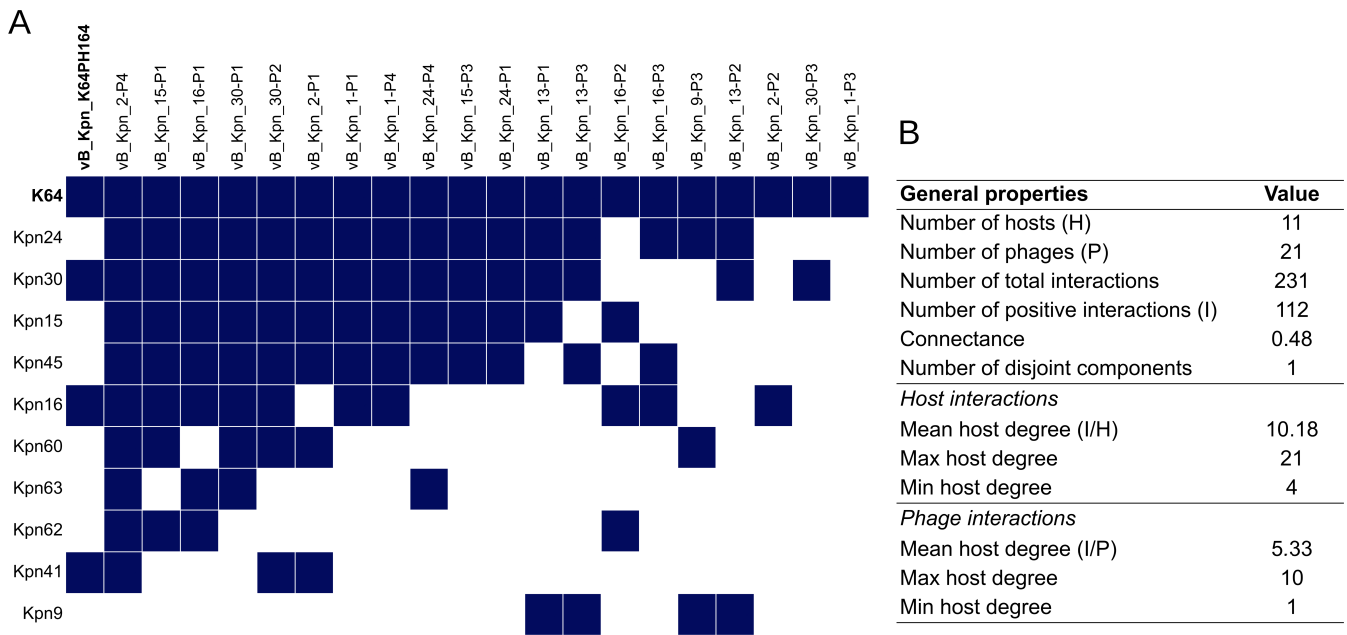 A
vB_Kpn_K64PH164
vB_Kpn_2-P4
vB_Kpn_15-P1
vB_Kpn_16-P1
vB_Kpn_30-P1
vB_Kpn_30-P2
vB_Kpn_2-P1
vB_Kpn_1-P1
vB_Kpn_1-P4
vB_Kpn_24-P4
vB_Kpn_15-P3
vB_Kpn_24-P1
vB_Kpn_13-P1
vB_Kpn_13-P3
vB_Kpn_16-P2
vB_Kpn_16-P3
vB_Kpn_9-P3
vB_Kpn_13-P2
vB_Kpn_2-P2
vB_Kpn_30-P3
vB_Kpn_1-P3
K64
Kpn24
Kpn30
Kpn15
Kpn45
Kpn16
Kpn60
Kpn63
Kpn62
Kpn41
Kpn9
B
General properties Value
Number of hosts (H) 11
Number of phages (P) 21
Number of total interactions 231
Number of positive interactions (I) 112
Connectance 0.48
Number of disjoint components 1
Host interactions
Mean host degree (I/H) 10.18
Max host degree 21
Min host degree 4
Phage interactions
Mean host degree (I/P) 5.33
Max host degree 10
Min host degree 1